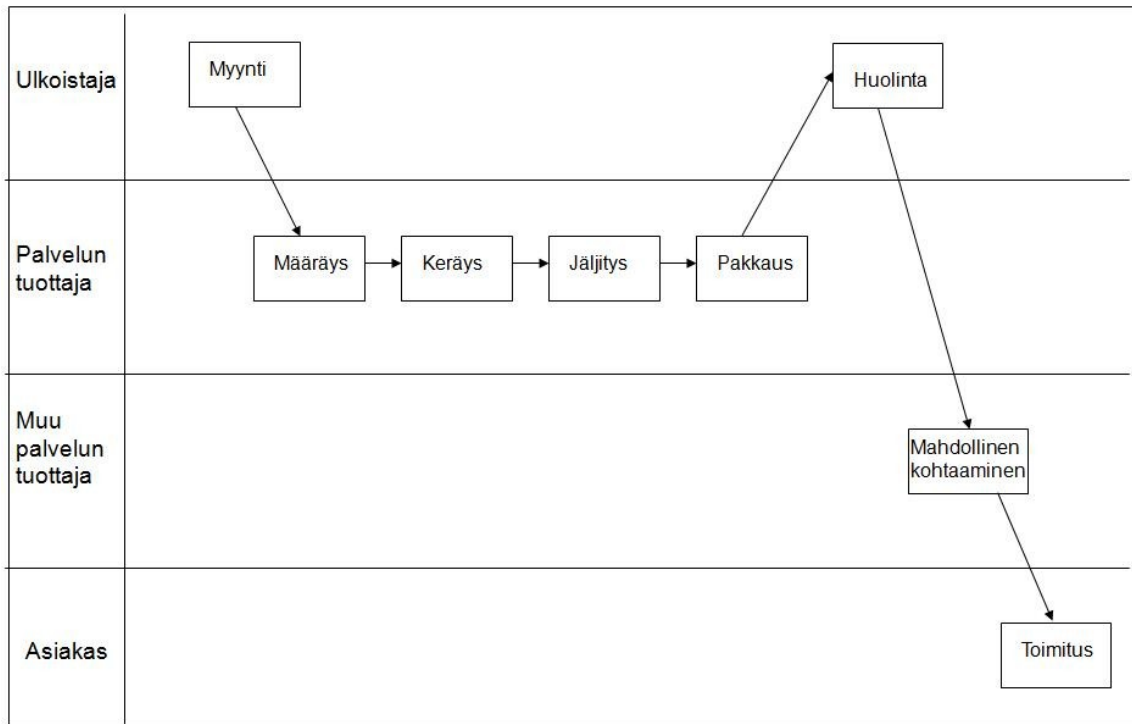 Ulkoistaja
Myynti
Huolinta
Palvelun
tuottaja
Määräys
Keräys
Jäljitys
Pakkaus
Muu
palvelun
tuottaja
Mahdollinen
kohtaaminen
Asiakas
Toimitus